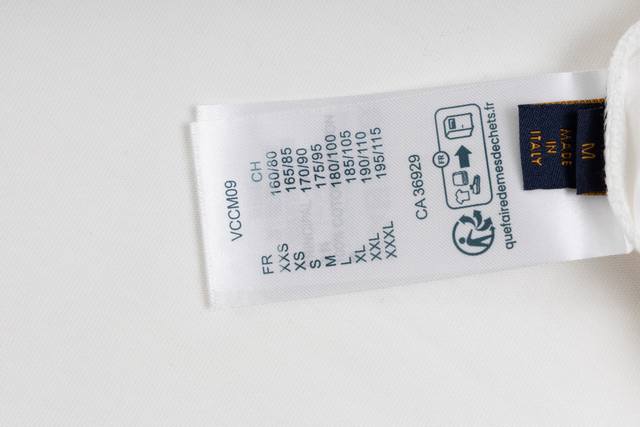 VCCM09
FR CH
XXS 160/80
XS 165/85
S 170/90
M 175/95
L 180/100
XL 185/105
XXL 190/110
XXXL 195/115
CA 36929
FR
quefairedemesdechets.fr
MADE
IN
ITALY
M